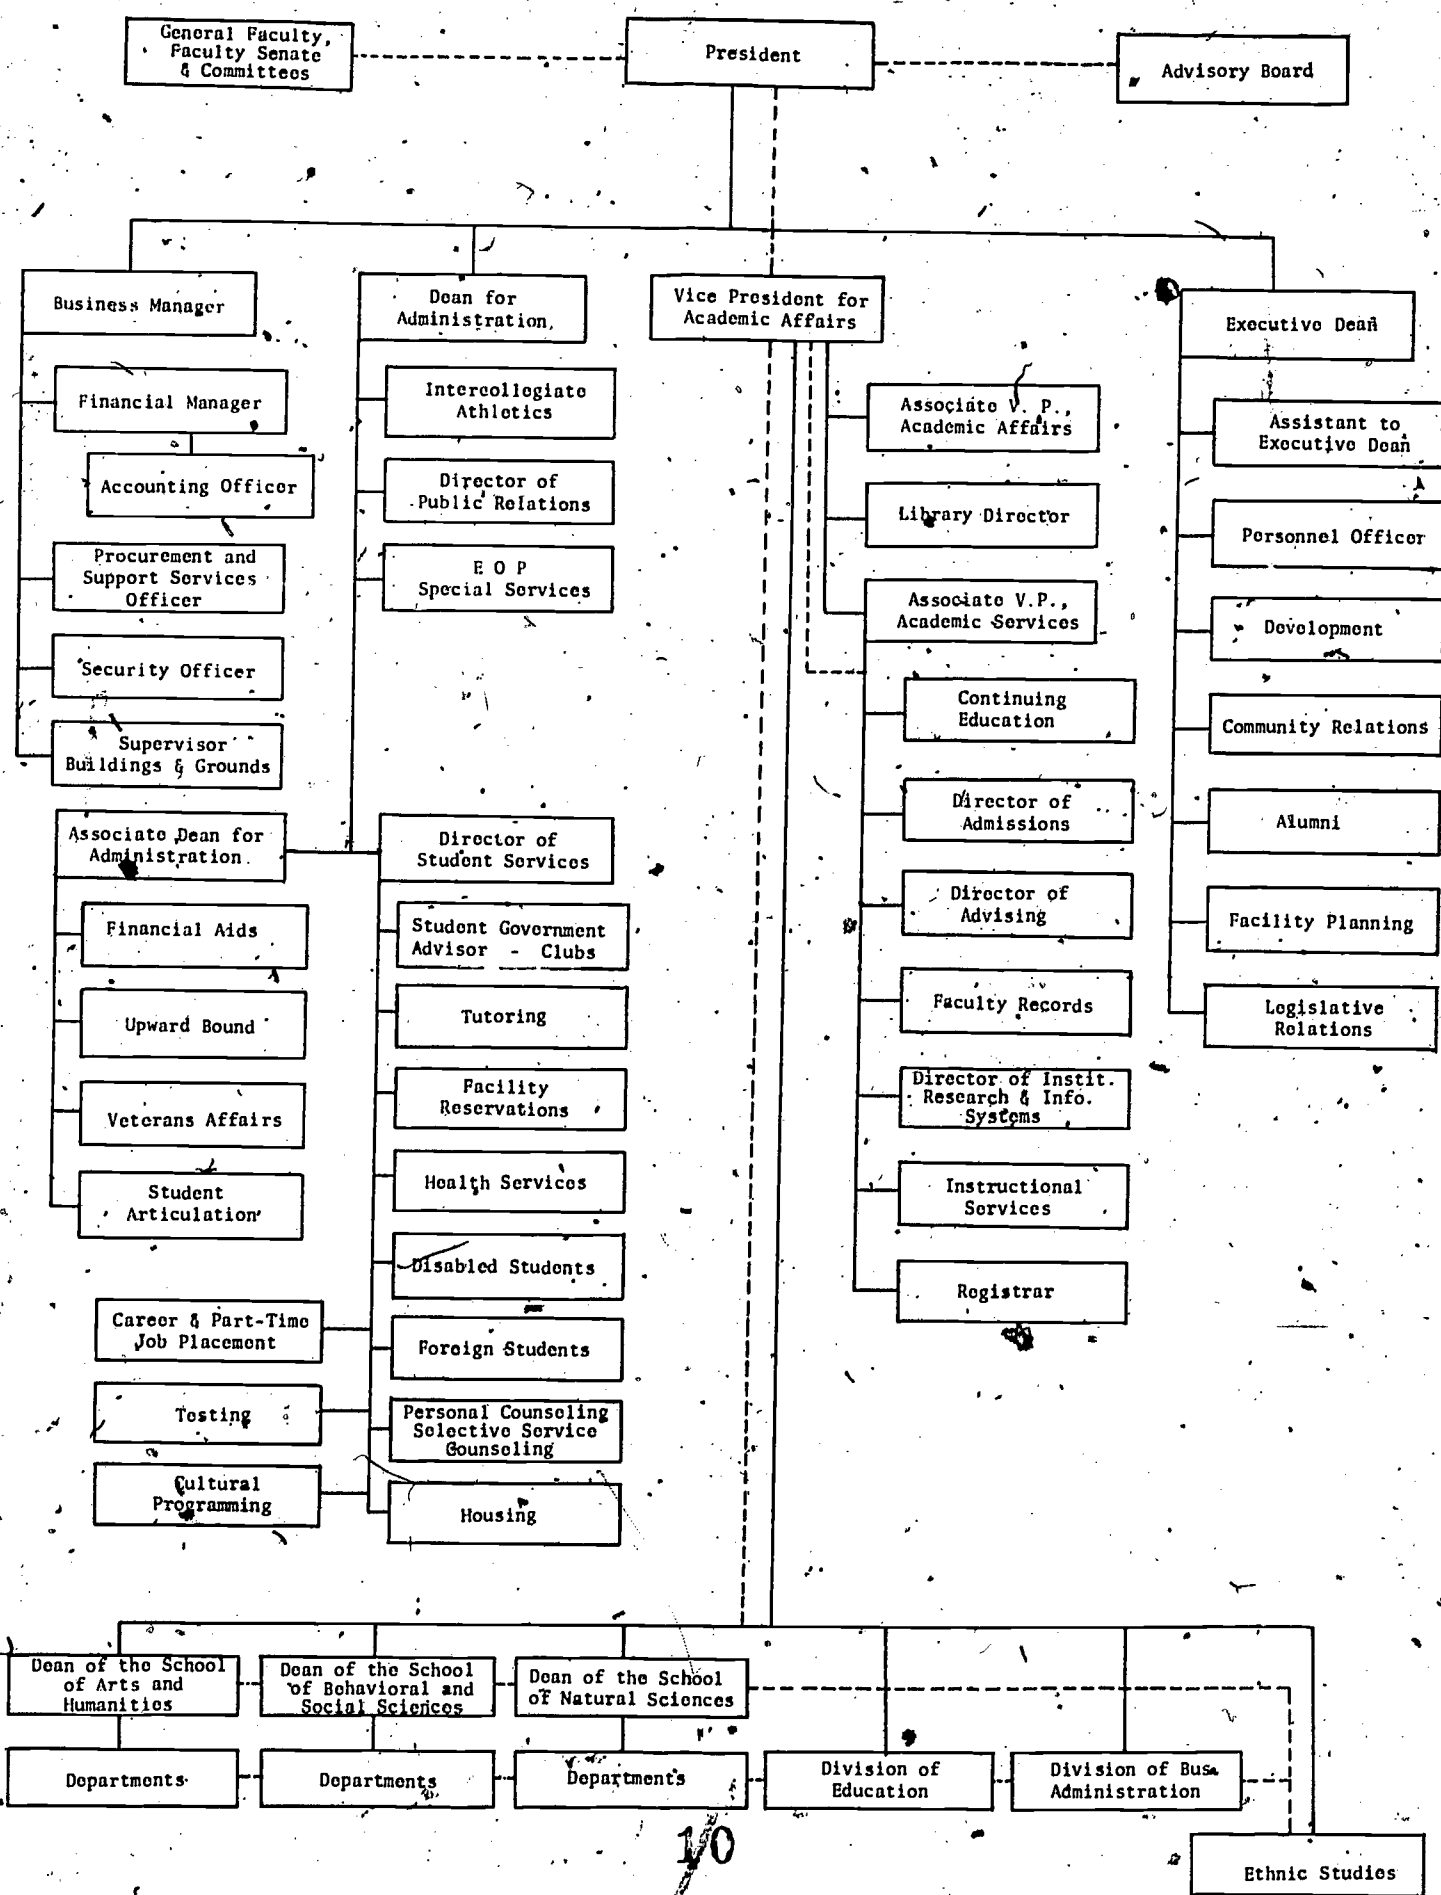 General Faculty,
Faculty Senate
& Committees
President
Advisory Board
Business Manager
Dean for
Administration
Vice President for
Academic Affairs
Executive Dean
Financial Manager
Accounting Officer
Procurement and
Support Services
Officer
Security Officer
Supervisor
Buildings & Grounds
Intercollegiate
Athletics
Director of
Public Relations
E O P
Special Services
Associate V. P.,
Academic Affairs
Library Director
Associate V.P.,
Academic Services
Continuing
Education
Director of
Admissions
Director of
Advising
Faculty Records
Director of Instit.
Research & Info.
Systems
Instructional
Services
Registrar
Assistant to
Executive Dean
Personnel Officer
Development
Community Relations
Alumni
Facility Planning
Legislative
Relations
Associate Dean for
Administration
Financial Aids
Upward Bound
Veterans Affairs
Student
Articulation
Director of
Student Services
Student Government
Advisor - Clubs
Tutoring
Facility
Reservations
Health Services
Disabled Students
Foreign Students
Personal Counseling
Selective Service
Counseling
Housing
Career & Part-Time
Job Placement
Testing
Cultural
Programming
Dean of the School
of Arts and
Humanities
Dean of the School
of Behavioral and
Social Sciences
Dean of the School
of Natural Sciences
Departments
Departments
Departments
Division of
Education
Division of Bus.
Administration
Ethnic Studies
10